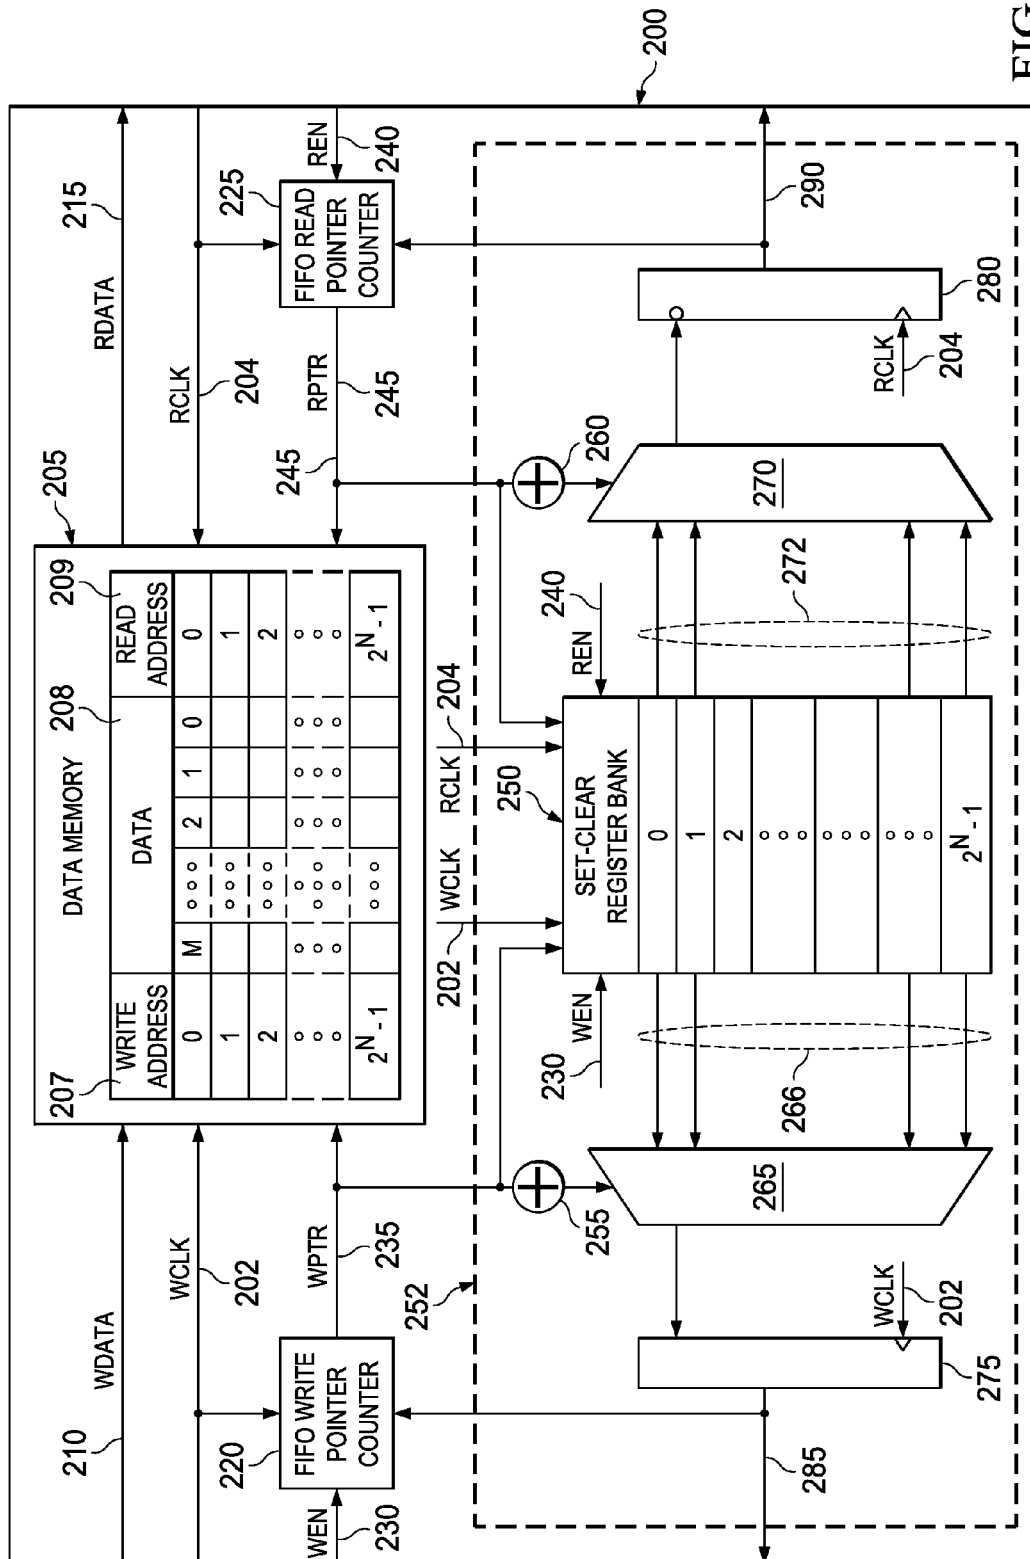 210
WDATA
RDATA
215
WCLK
202
RCLK
204
WEN
230
220
FIFO WRITE
POINTER
COUNTER
WPTR
235
DATA MEMORY
205
207
208
209
WRITE
ADDRESS
DATA
READ
ADDRESS
0 M 2 1 0 0
1 1
2 2
2^N - 1 2^N - 1
RPTR
245
245
225
FIFO READ
POINTER
COUNTER
REN
240
252
202
WCLK
250
RCLK
204
200
255
260
230
WEN
SET-CLEAR
REGISTER BANK
REN
240
0
1
2
2^N - 1
265
266
270
272
285
290
WCLK
202
275
RCLK
204
280
FIG